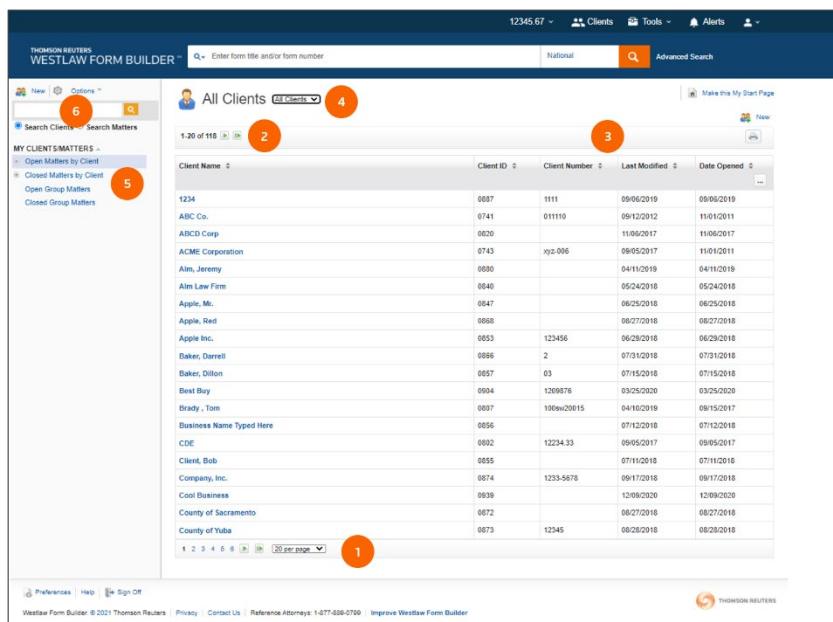 12345.67 Clients Tools Alerts
THOMSON REUTERS
WESTLAW FORM BUILDER™
Enter form title and/or form number National Advanced Search
New Options
6
Search Clients Search Matters
MY CLIENTS/MATTERS
Open Matters by Client
Closed Matters by Client
5
Open Group Matters
Closed Group Matters
All Clients All Clients 4
Make this My Start Page
New
1-20 of 118 2 3
Client Name Client ID Client Number Last Modified Date Opened
...
1234 0887 1111 09/06/2019 09/06/2019
ABC Co. 0741 011110 09/12/2012 11/01/2011
ABCD Corp 0820 11/06/2017 11/06/2017
ACME Corporation 0743 xyz-006 09/05/2017 11/01/2011
Alm, Jeremy 0880 04/11/2019 04/11/2019
Alm Law Firm 0840 05/24/2018 05/24/2018
Apple, Mr. 0847 06/25/2018 06/25/2018
Apple, Red 0868 08/27/2018 08/27/2018
Apple Inc. 0853 123456 06/29/2018 06/29/2018
Baker, Darrell 0866 2 07/31/2018 07/31/2018
Baker, Dillon 0857 03 07/15/2018 07/15/2018
Best Buy 0904 1209876 03/25/2020 03/25/2020
Brady , Tom 0807 100sw20015 04/10/2019 09/15/2017
Business Name Typed Here 0856 07/12/2018 07/12/2018
CDE 0802 12234.33 09/05/2017 09/05/2017
Client, Bob 0855 07/11/2018 07/11/2018
Company, Inc. 0874 1233-5678 09/17/2018 09/17/2018
Cool Business 0939 12/09/2020 12/09/2020
County of Sacramento 0872 08/27/2018 08/27/2018
County of Yuba 0873 12345 08/28/2018 08/28/2018
1 2 3 4 5 6 20 per page 1
Preferences Help Sign Off
THOMSON REUTERS
Westlaw Form Builder. © 2021 Thomson Reuters Privacy Contact Us Reference Attorneys: 1-877-888-0799 Improve Westlaw Form Builder